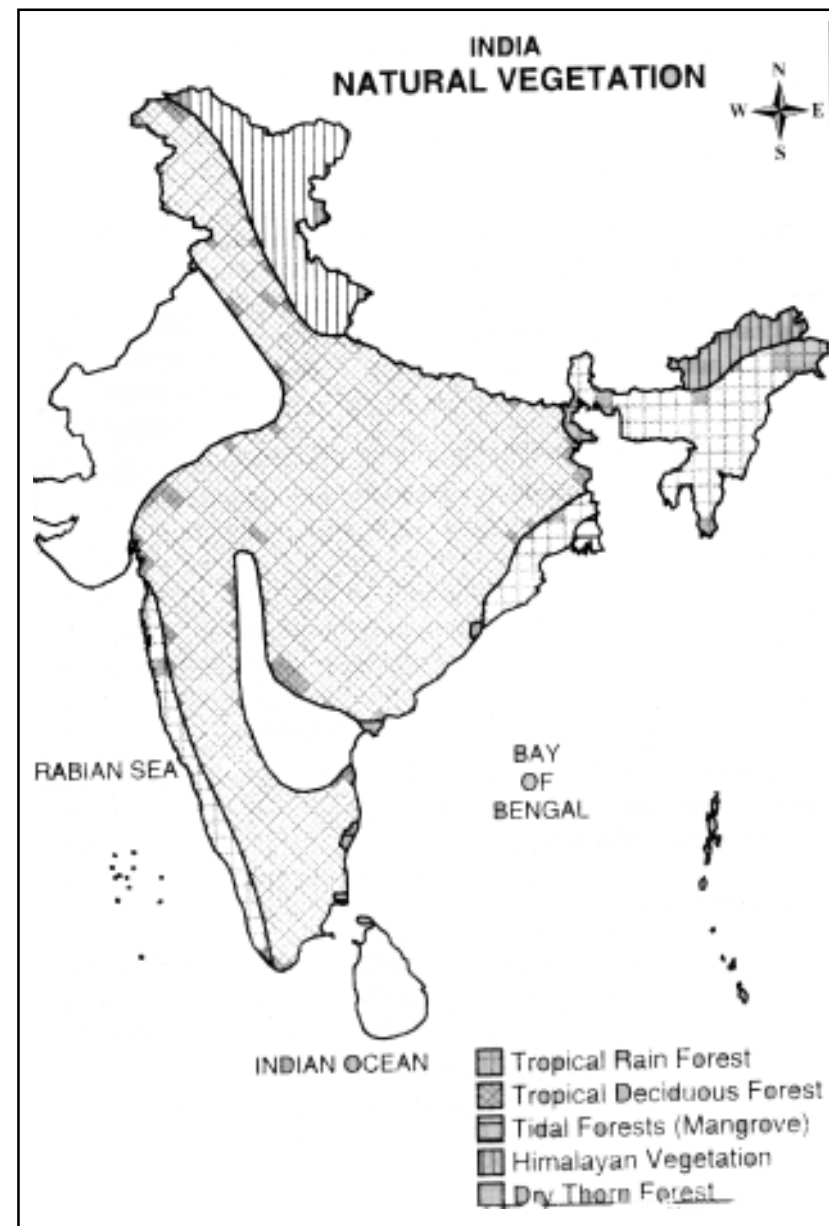 INDIA
NATURAL VEGETATION
N
W E
S
RABIAN SEA
BAY
OF
BENGAL
INDIAN OCEAN
Tropical Rain Forest
Tropical Deciduous Forest
Tidal Forests (Mangrove)
Himalayan Vegetation
Dry Thorn Forest